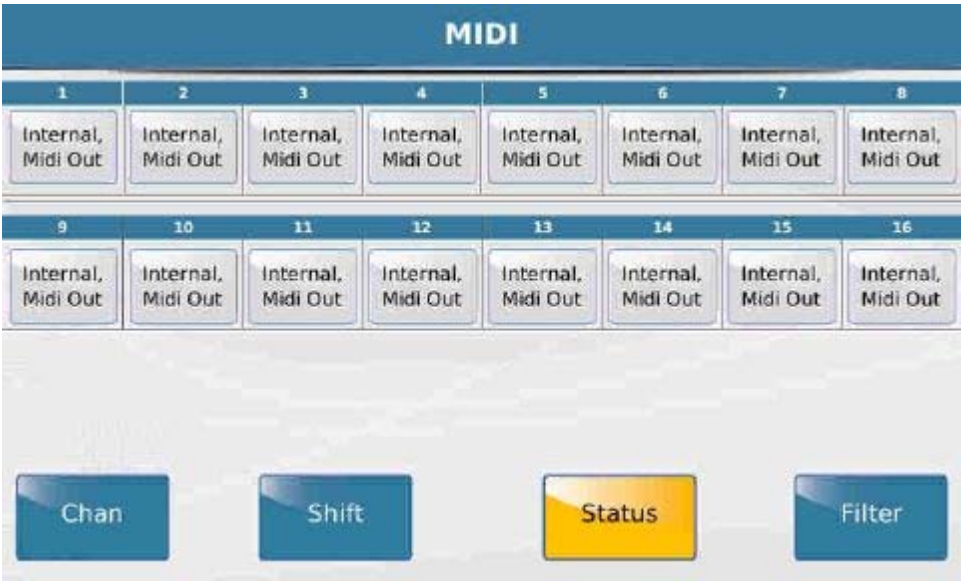 MIDI
1 2 3 4 5 6 7 8
Internal, Internal, Internal, Internal, Internal, Internal, Internal, Internal,
Midi Out Midi Out Midi Out Midi Out Midi Out Midi Out Midi Out Midi Out
9 10 11 12 13 14 15 16
Internal, Internal, Internal, Internal, Internal, Internal, Internal, Internal,
Midi Out Midi Out Midi Out Midi Out Midi Out Midi Out Midi Out Midi Out
Chan Shift Status Filter